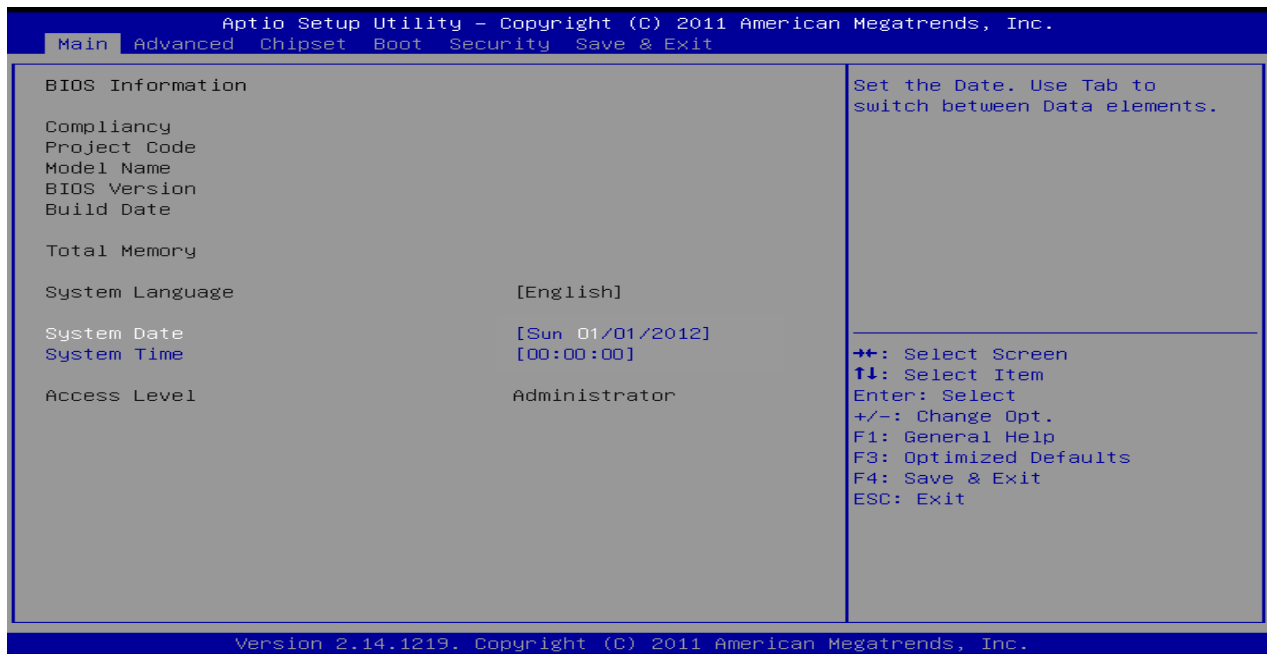 Aptio Setup Utility – Copyright (C) 2011 American Megatrends, Inc.
Main Advanced Chipset Boot Security Save & Exit
BIOS Information
Compliancy
Project Code
Model Name
BIOS Version
Build Date
Total Memory
System Language [English]
System Date [Sun 01/01/2012]
System Time [00:00:00]
Access Level Administrator
Set the Date. Use Tab to
switch between Data elements.
→←: Select Screen
↑↓: Select Item
Enter: Select
+/-: Change Opt.
F1: General Help
F3: Optimized Defaults
F4: Save & Exit
ESC: Exit
Version 2.14.1219. Copyright (C) 2011 American Megatrends, Inc.